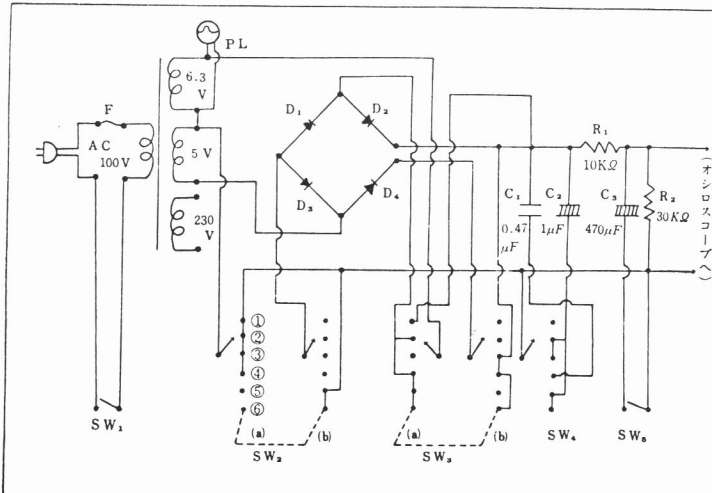 PL
6.3
V
F
AC
100V
5V
230
V
D₁
D₂
D₃
D₄
R₁
10KΩ
C₁
C₂
C₃
R₂
0.47
μF
1μF
470μF
30KΩ
(オシロスコープへ)
①
②
③
④
⑤
⑥
(a)
(b)
(a)
(b)
SW₁
SW₂
SW₃
SW₄
SW₅